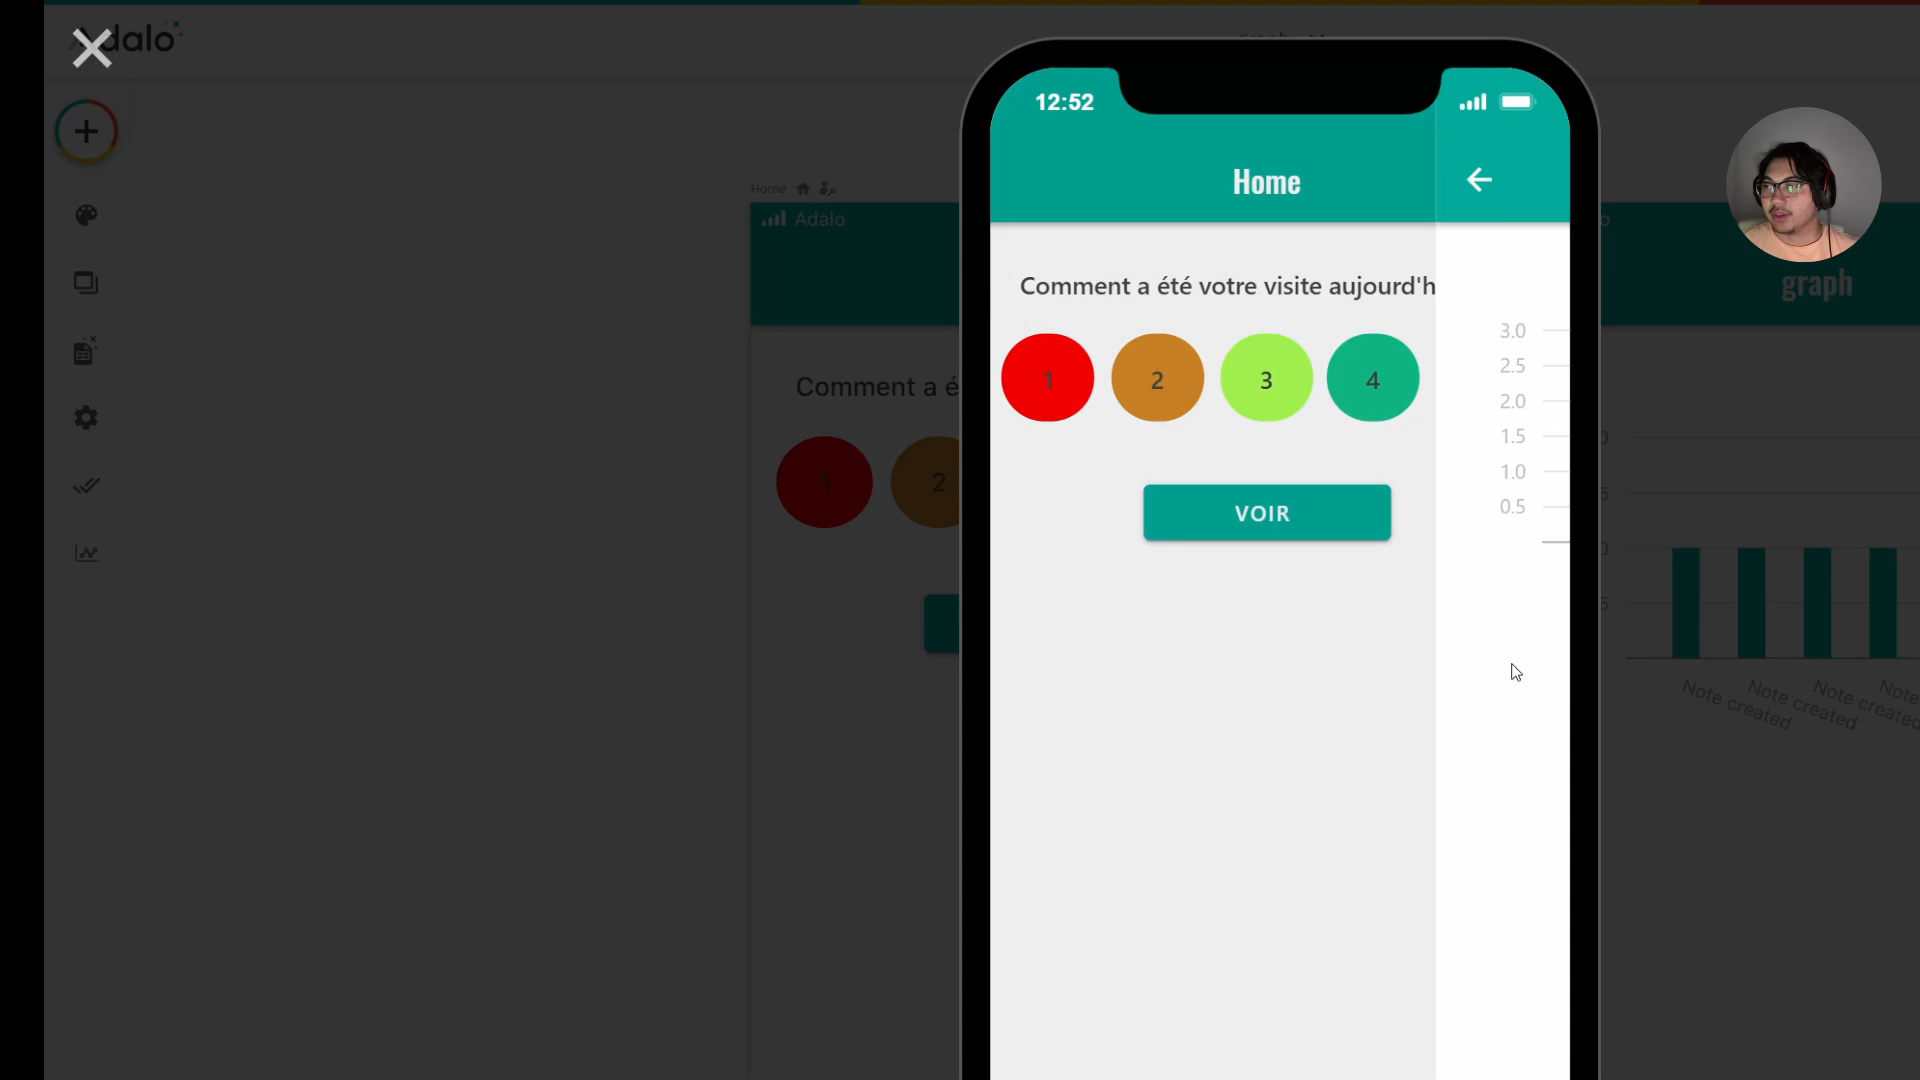 Adalo
Home
Adalo
Comment a é
1
2
12:52
Home
Comment a été votre visite aujourd'h
1
2
3
4
VOIR
3.0
2.5
2.0
1.5
1.0
0.5
graph
Note created
Note created
Note created
Note